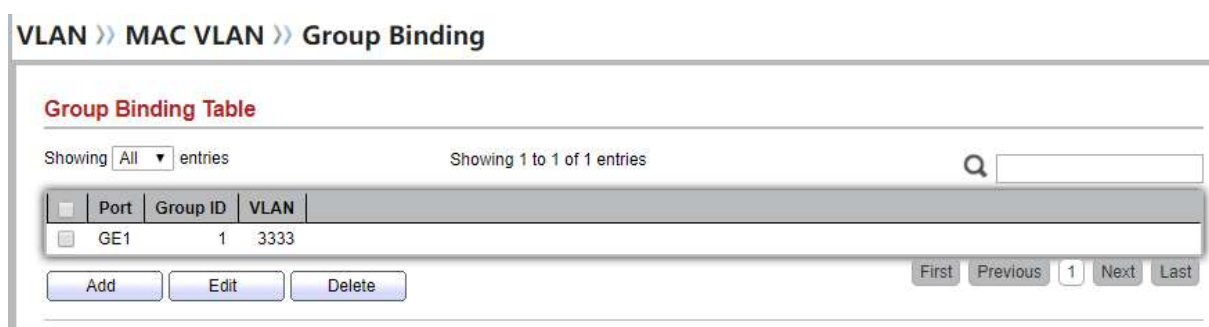 VLAN 》 MAC VLAN 》 Group Binding
Group Binding Table
Showing All ▼ entries Showing 1 to 1 of 1 entries
Port Group ID VLAN
GE1 1 3333
Add Edit Delete First Previous 1 Next Last